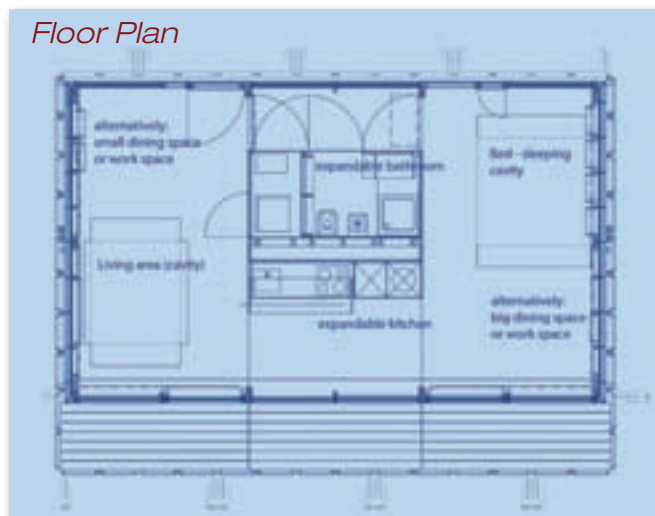 Floor Plan
alternatively:
small dining space
or work space
expandable bathroom
Bed - sleeping
cavity
Living area (cavity)
alternatively:
big dining space
or work space
expandable kitchen